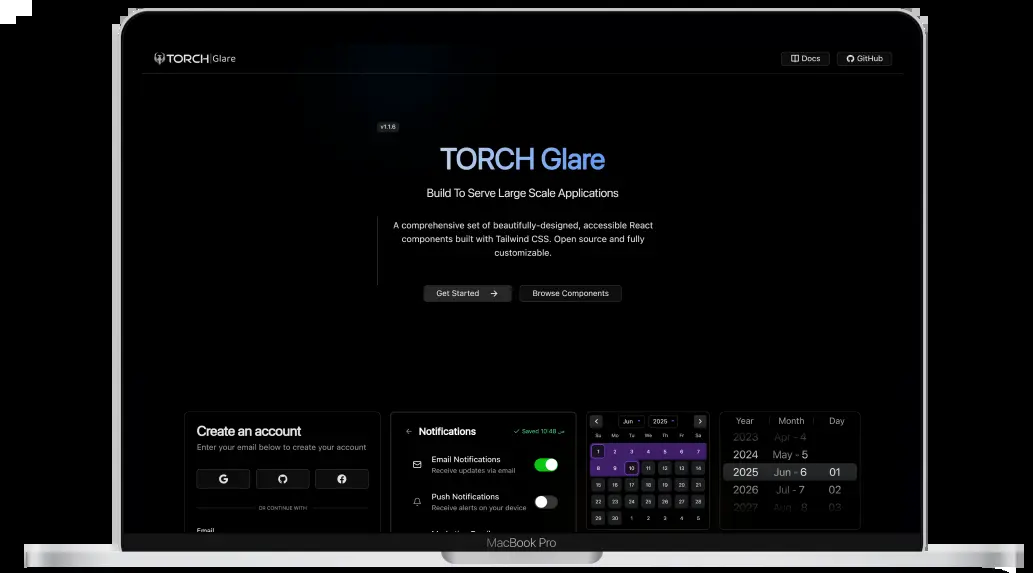 TORCH Glare
Docs
GitHub
v1.1.6
TORCH Glare
Build To Serve Large Scale Applications
A comprehensive set of beautifully-designed, accessible React
components built with Tailwind CSS. Open source and fully
customizable.
Get Started
Browse Components
Create an account
Enter your email below to create your account
OR CONTINUE WITH
Email
Notifications
Saved 10:48 ص
Email Notifications
Receive updates via email
Push Notifications
Receive alerts on your device
Jun 2025
Su Mo Tu We Th Fr Sa
1 2 3 4 5 6 7
8 9 10 11 12 13 14
15 16 17 18 19 20 21
22 23 24 25 26 27 28
29 30 1 2 3 4 5
Year Month Day
2023 Apr - 4
2024 May - 5
2025 Jun - 6 01
2026 Jul - 7 02
2027 Aug - 8 03
MacBook Pro